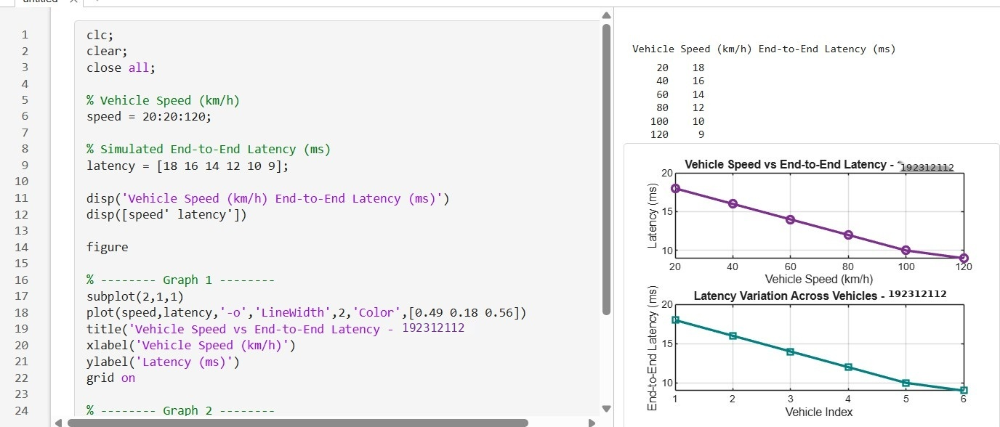 untitled
1 clc;
2 clear;
3 close all;
4
5 % Vehicle Speed (km/h)
6 speed = 20:20:120;
7
8 % Simulated End-to-End Latency (ms)
9 latency = [18 16 14 12 10 9];
10
11 disp('Vehicle Speed (km/h) End-to-End Latency (ms)')
12 disp([speed' latency'])
13
14 figure
15
16 % -------- Graph 1 --------
17 subplot(2,1,1)
18 plot(speed,latency,'-o','LineWidth',2,'Color',[0.49 0.18 0.56])
19 title('Vehicle Speed vs End-to-End Latency - 192312112
20 xlabel('Vehicle Speed (km/h)')
21 ylabel('Latency (ms)')
22 grid on
23
24 % -------- Graph 2 --------
Vehicle Speed (km/h) End-to-End Latency (ms)
20 18
40 16
60 14
80 12
100 10
120 9
Vehicle Speed vs End-to-End Latency - 192312112
Latency (ms)
20
15
10
20 40 60 80 100 120
Vehicle Speed (km/h)
Latency Variation Across Vehicles - 192312112
End-to-End Latency (ms)
20
15
10
1 2 3 4 5 6
Vehicle Index